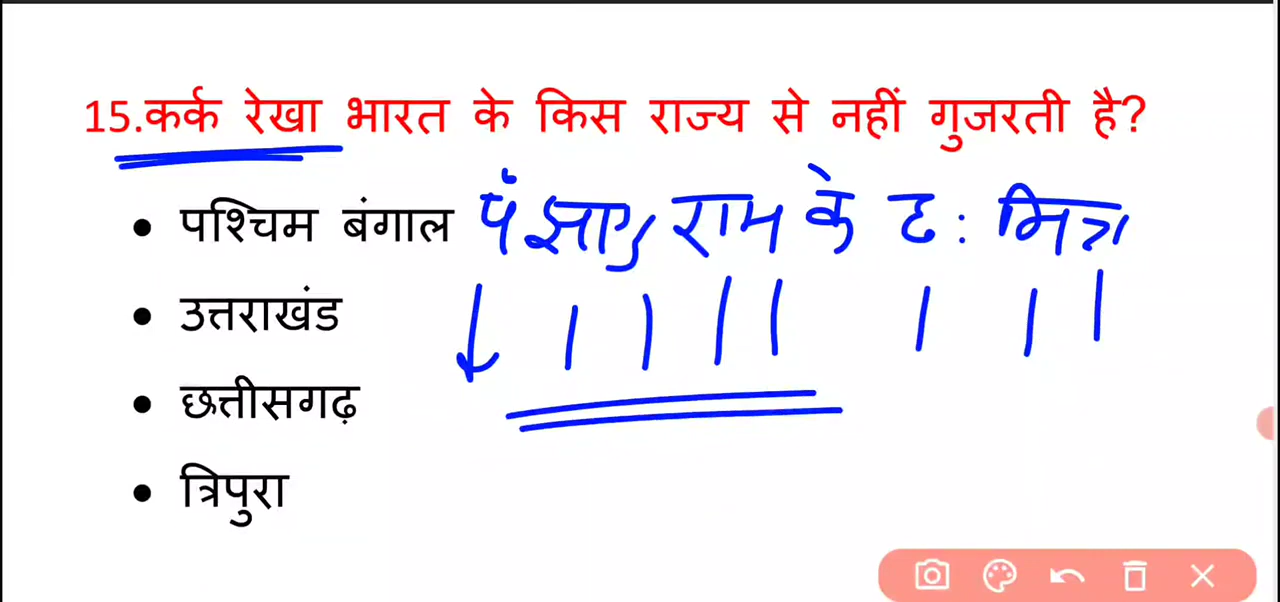 15.कर्क रेखा भारत के किस राज्य से नहीं गुजरती है?
• पश्चिम बंगाल पं झाग राम के छ: मित्र
• उत्तराखंड
• छत्तीसगढ़
• त्रिपुरा